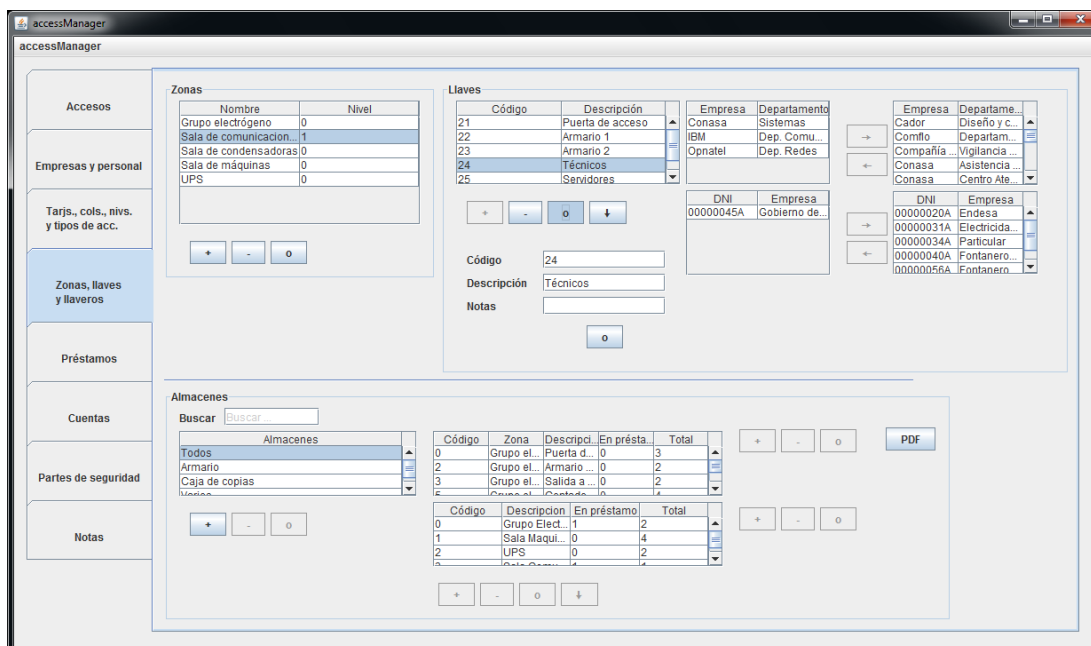 accessManager
accessManager
Accesos
Empresas y personal
Tarjs., cols., nivs.
y tipos de acc.
Zonas, llaves
y llaveros
Préstamos
Cuentas
Partes de seguridad
Notas
Zonas
Nombre Nivel
Grupo electrógeno 0
Sala de comunicacion... 1
Sala de condensadoras 0
Sala de máquinas 0
UPS 0
+ - o
Llaves
Código Descripción
21 Puerta de acceso
22 Armario 1
23 Armario 2
24 Técnicos
25 Servidores
+ - o
Código 24
Descripción Técnicos
Notas
o
Empresa Departamento
Conasa Sistemas
IBM Dep. Comu...
Opnatel Dep. Redes
DNI Empresa
00000045A Gobierno de...
Empresa Departame...
Cador Diseño y c...
Comflo Departam...
Compañía ... Vigilancia ...
Conasa Asistencia
Conasa Centro Ate...
DNI Empresa
00000020A Endesa
00000031A Electricida...
00000034A Particular
00000040A Fontanero...
00000056A Fontanero
Almacenes
Buscar Buscar...
Almacenes
Todos
Armario
Caja de copias
+ - o
Código Zona Descripci... En présta... Total
0 Grupo el... Puerta d... 0 3
2 Grupo el... Armario ... 0 2
3 Grupo el... Salida a ... 0 2
+ - o
PDF
Código Descripcion En préstamo Total
0 Grupo Elect... 1 2
1 Sala Maqui... 0 4
2 UPS 0 2
+ - o
+ - o